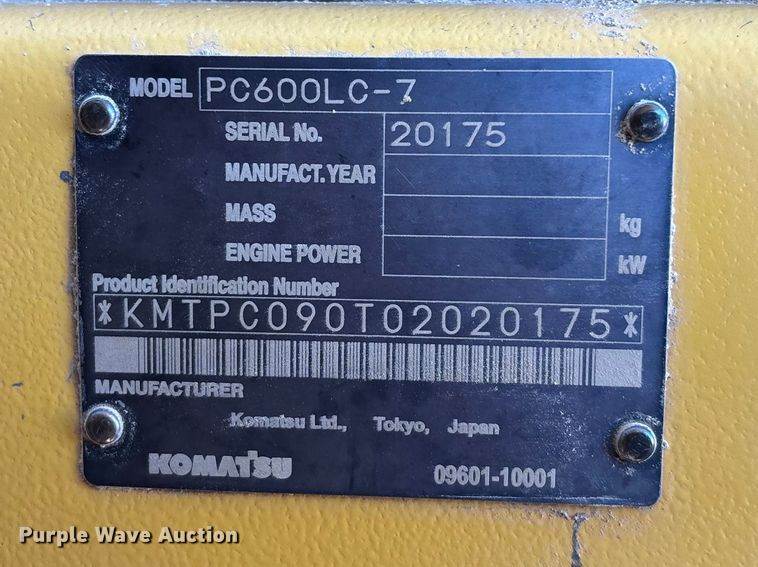 MODEL PC600LC-7
SERIAL No. 20175
MANUFACT. YEAR
MASS kg
ENGINE POWER kW
Product Identification Number
*KMTPC090T02020175*
MANUFACTURER
Komatsu Ltd., Tokyo, Japan
KOMATSU 09601-10001
Purple Wave Auction